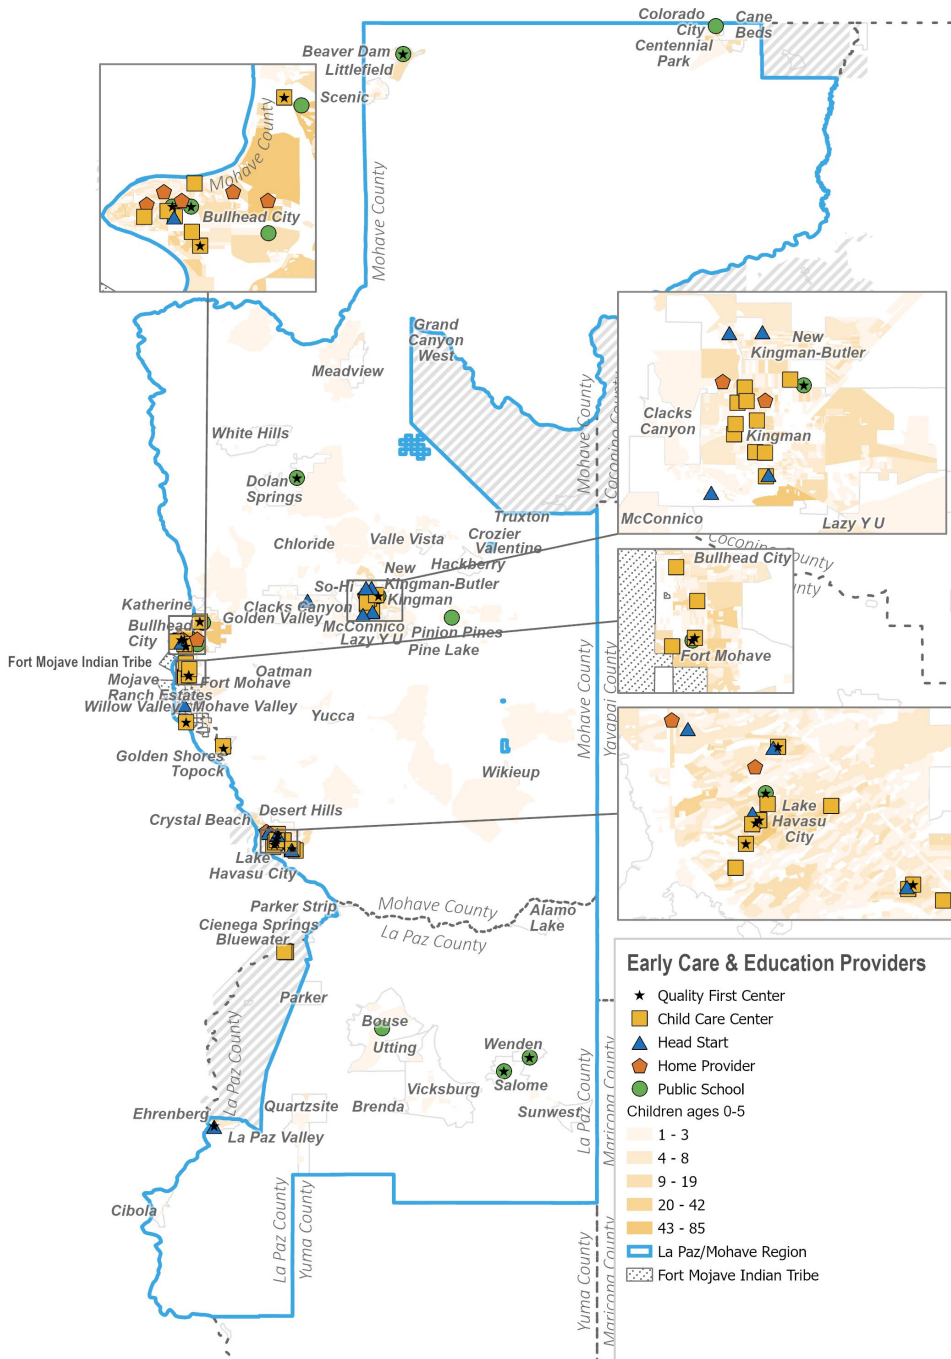 Colorado
City
Cane
Beds
Centennial
Park
Beaver Dam
Littlefield
Scenic
Mohave County
Bullhead City
Mohave County
Grand
Canyon
West
Meadview
Mohave County
Coconino County
New
Kingman-Butler
Clacks
Canyon
Kingman
McConnico
Lazy Y U
White Hills
Dolan
Springs
Truxton
Chloride
Valle Vista
Crozier
Valentine
Hackberry
Coconino County
So-Hi
New
Kingman-Butler
Kingman
Katherine
Clacks Canyon
Golden Valley
McConnico
Lazy Y U
Pinion Pines
Pine Lake
Bullhead
City
Bullhead City
Fort Mohave
Fort Mojave Indian Tribe
Oatman
Mojave
Ranch Estates
Fort Mohave
Willow Valley
Mohave Valley
Yucca
Mohave County
Yavapai County
Golden Shores
Topock
Wikieup
Crystal Beach
Desert Hills
Lake
Havasu City
Lake
Havasu
City
Parker Strip
Mohave County
Alamo
Lake
Cienega Springs
Bluewater
La Paz County
Parker
La Paz County
Bouse
Utting
Wenden
Salome
Vicksburg
Sunwest
La Paz County
Maricopa County
Ehrenberg
Quartzsite
Brenda
La Paz Valley
Cibola
La Paz County
Yuma County
Yuma County
Maricopa County
Early Care & Education Providers
Quality First Center
Child Care Center
Head Start
Home Provider
Public School
Children ages 0-5
1 - 3
4 - 8
9 - 19
20 - 42
43 - 85
La Paz/Mohave Region
Fort Mojave Indian Tribe